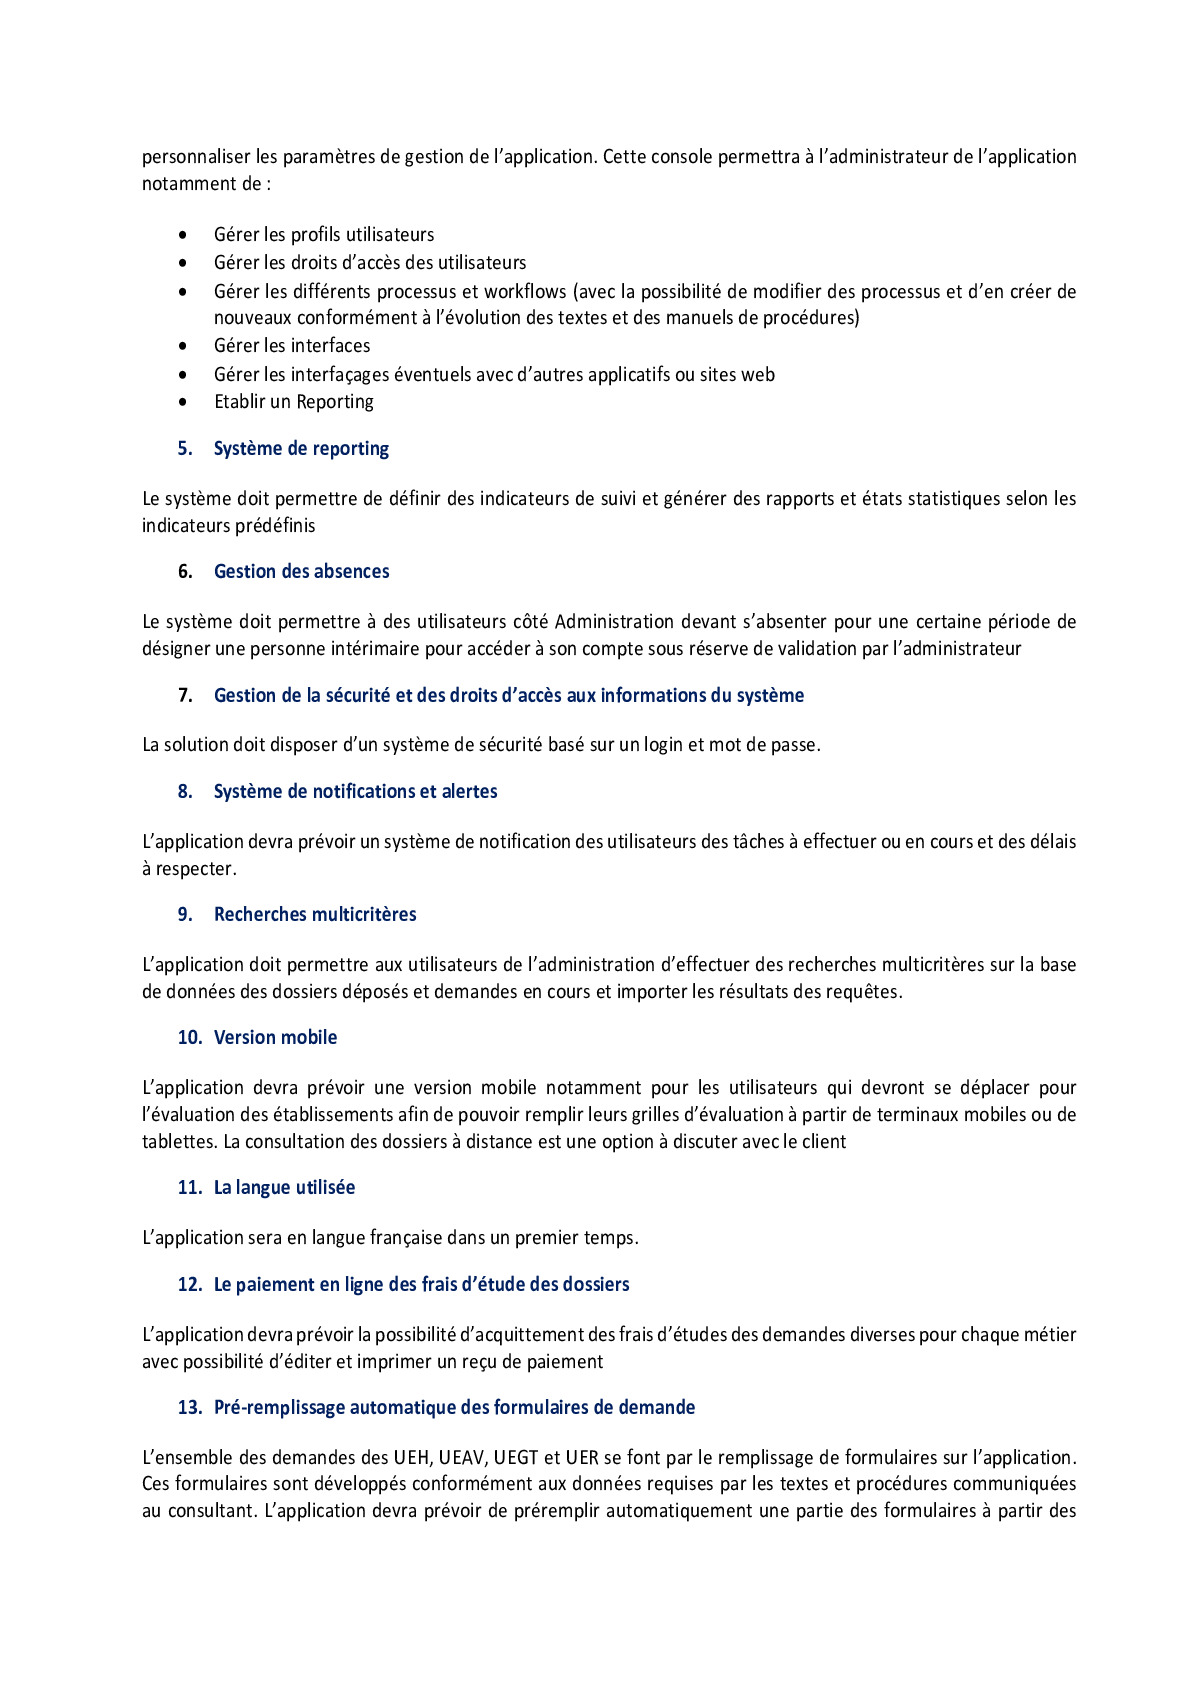 personnaliser les paramètres de gestion de l’application. Cette console permettra à l’administrateur de l’application
notamment de :
• Gérer les profils utilisateurs
• Gérer les droits d’accès des utilisateurs
• Gérer les différents processus et workflows (avec la possibilité de modifier des processus et d’en créer de
nouveaux conformément à l’évolution des textes et des manuels de procédures)
• Gérer les interfaces
• Gérer les interfaçages éventuels avec d’autres applicatifs ou sites web
• Etablir un Reporting
5. Système de reporting
Le système doit permettre de définir des indicateurs de suivi et générer des rapports et états statistiques selon les
indicateurs prédéfinis
6. Gestion des absences
Le système doit permettre à des utilisateurs côté Administration devant s’absenter pour une certaine période de
désigner une personne intérimaire pour accéder à son compte sous réserve de validation par l’administrateur
7. Gestion de la sécurité et des droits d’accès aux informations du système
La solution doit disposer d’un système de sécurité basé sur un login et mot de passe.
8. Système de notifications et alertes
L’application devra prévoir un système de notification des utilisateurs des tâches à effectuer ou en cours et des délais
à respecter.
9. Recherches multicritères
L’application doit permettre aux utilisateurs de l’administration d’effectuer des recherches multicritères sur la base
de données des dossiers déposés et demandes en cours et importer les résultats des requêtes.
10. Version mobile
L’application devra prévoir une version mobile notamment pour les utilisateurs qui devront se déplacer pour
l’évaluation des établissements afin de pouvoir remplir leurs grilles d’évaluation à partir de terminaux mobiles ou de
tablettes. La consultation des dossiers à distance est une option à discuter avec le client
11. La langue utilisée
L’application sera en langue française dans un premier temps.
12. Le paiement en ligne des frais d’étude des dossiers
L’application devra prévoir la possibilité d’acquittement des frais d’études des demandes diverses pour chaque métier
avec possibilité d’éditer et imprimer un reçu de paiement
13. Pré-remplissage automatique des formulaires de demande
L’ensemble des demandes des UEH, UEAV, UEGT et UER se font par le remplissage de formulaires sur l’application.
Ces formulaires sont développés conformément aux données requises par les textes et procédures communiquées
au consultant. L’application devra prévoir de préremplir automatiquement une partie des formulaires à partir des